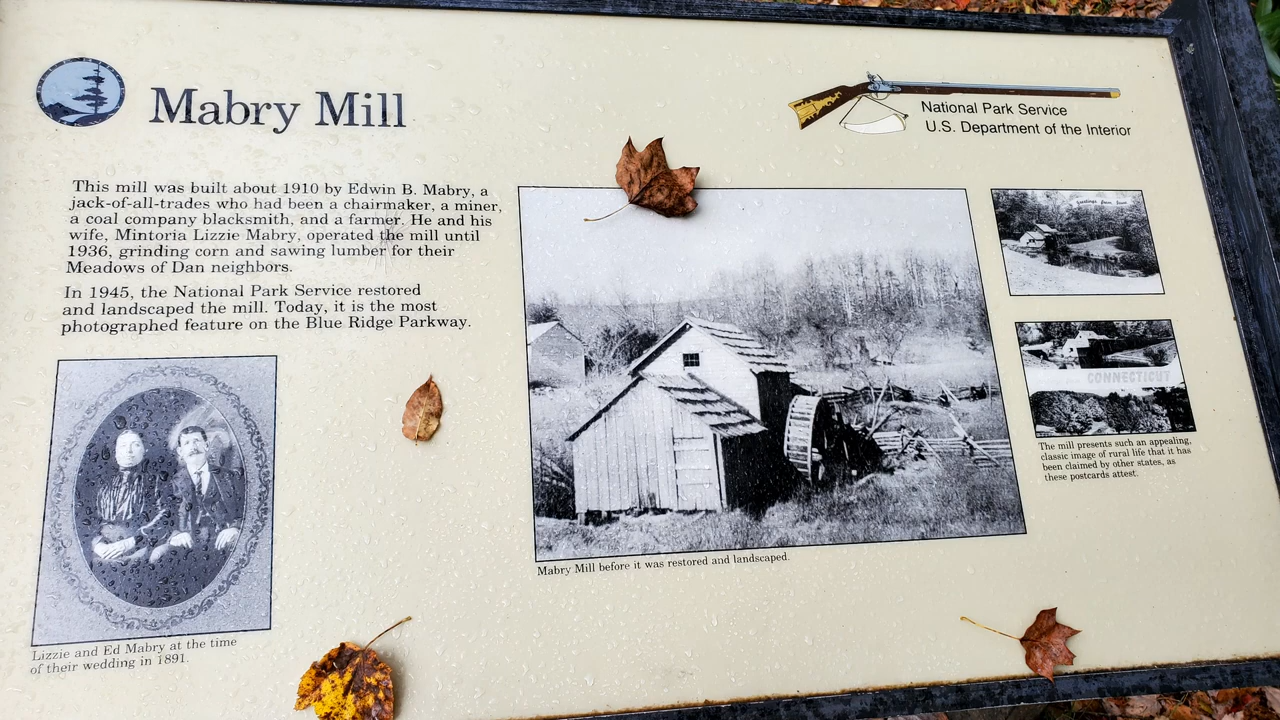 Mabry Mill
National Park Service
U.S. Department of the Interior
This mill was built about 1910 by Edwin B. Mabry, a
jack-of-all-trades who had been a chairmaker, a miner,
a coal company blacksmith, and a farmer. He and his
wife, Mintoria Lizzie Mabry, operated the mill until
1936, grinding corn and sawing lumber for their
Meadows of Dan neighbors.
In 1945, the National Park Service restored
and landscaped the mill. Today, it is the most
photographed feature on the Blue Ridge Parkway.
Lizzie and Ed Mabry at the time
of their wedding in 1891.
Mabry Mill before it was restored and landscaped.
Greetings from Iowa
CONNECTICUT
The mill presents such an appealing,
classic image of rural life that it has
been claimed by other states, as
these postcards attest.